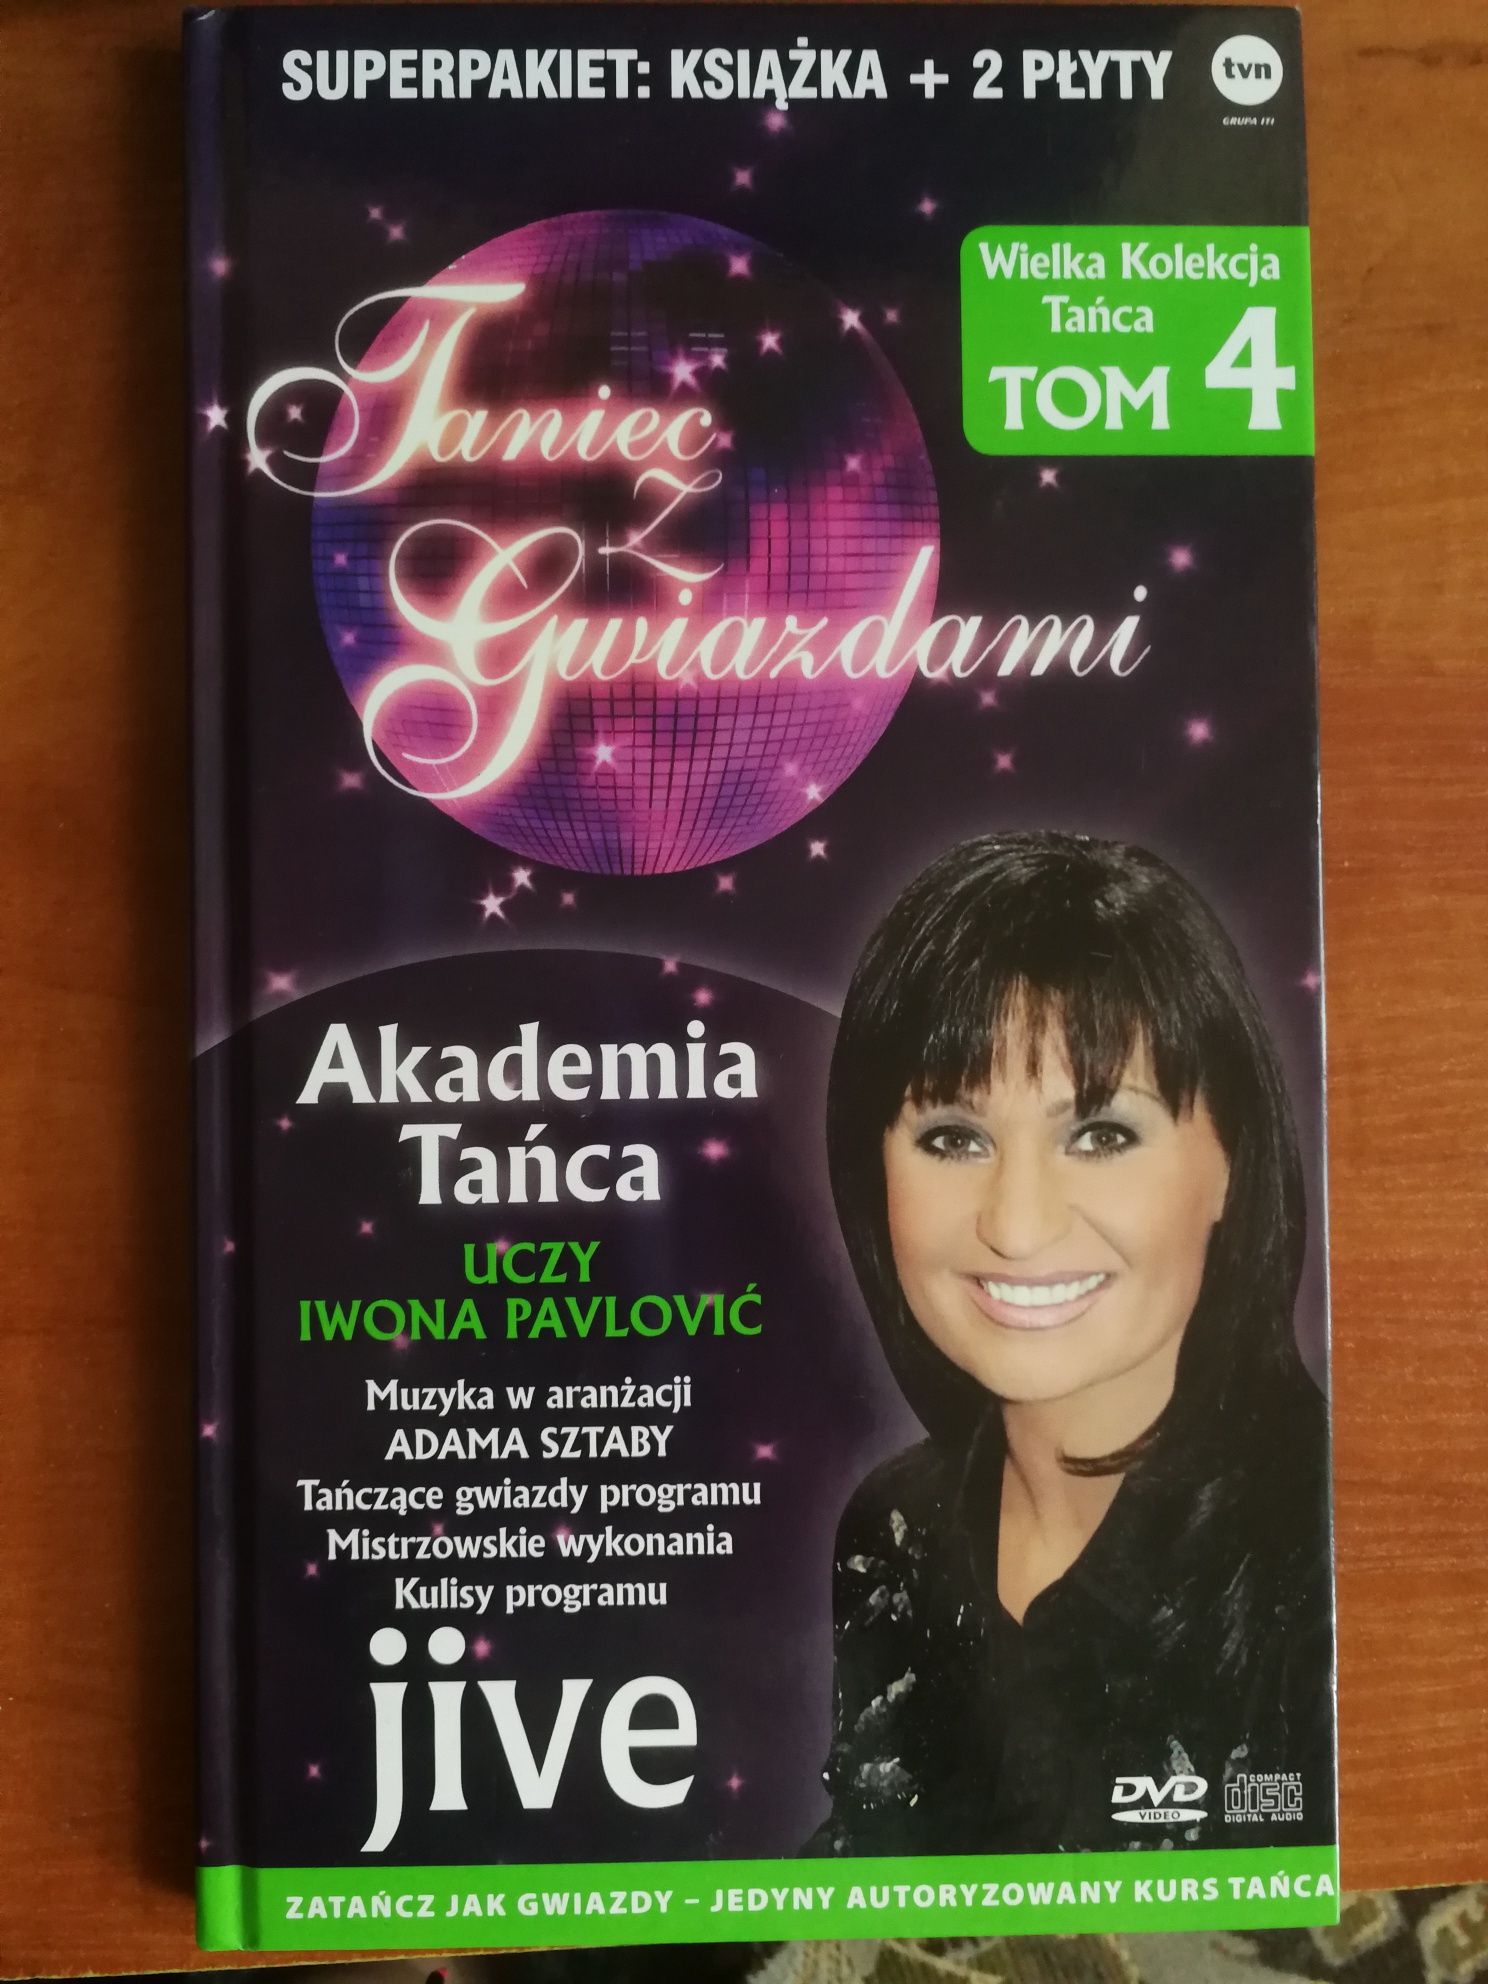 SUPERPAKIET: KSIĄŻKA + 2 PŁYTY
tvn
GRUPA ITI
Wielka Kolekcja
Tańca
TOM 4
Taniec
z
Gwiazdami
Akademia
Tańca
UCZY
IWONA PAVLOVIĆ
Muzyka w aranżacji
ADAMA SZTABY
Tańczące gwiazdy programu
Mistrzowskie wykonania
Kulisy programu
jive
DVD
VIDEO
COMPACT
disc
DIGITAL AUDIO
ZATAŃCZ JAK GWIAZDY – JEDYNY AUTORYZOWANY KURS TAŃCA